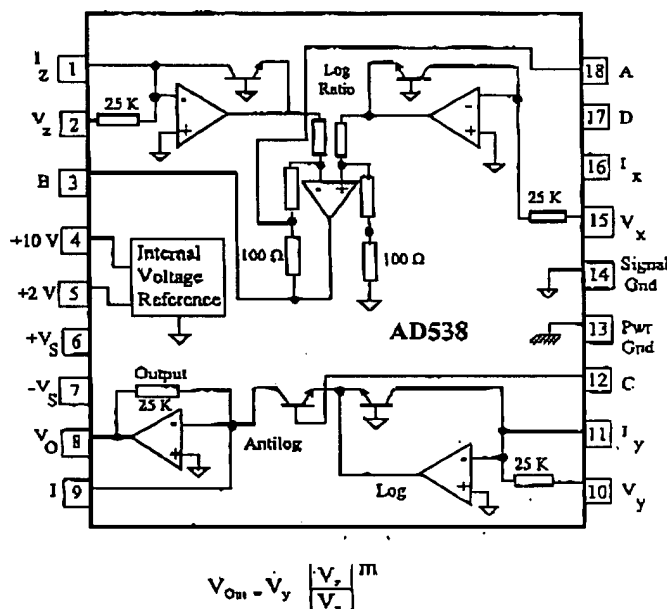 I z
1
25 K
V z
2
B
3
+10 V
4
+2 V
5
+V S
6
-V S
7
V O
8
I
9
Log
Ratio
100 Ω
100 Ω
Internal
Voltage
Reference
AD538
Output
25 K
Antilog
Log
25 K
25 K
18
A
17
D
16
I x
15
V x
14
Signal
Gnd
13
Pwr
Gnd
12
C
11
I y
10
V y
V Out = V y
m